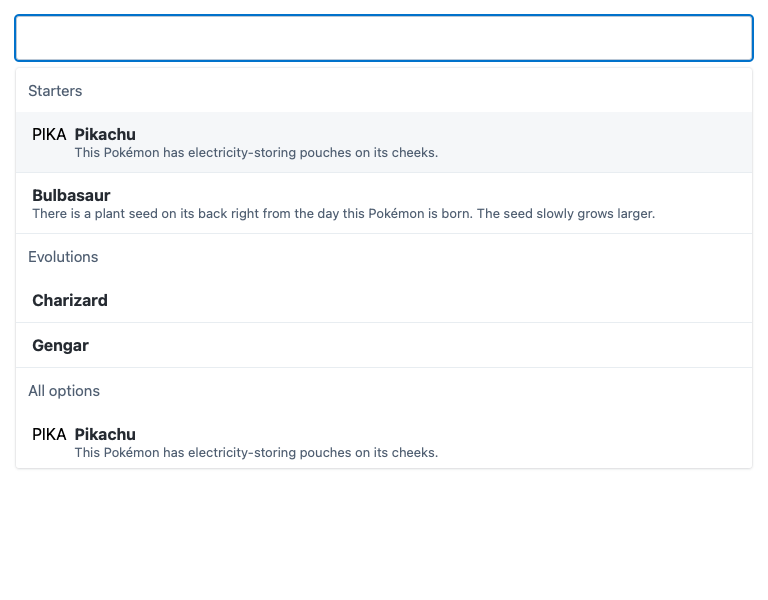 Starters
PIKA Pikachu
This Pokémon has electricity-storing pouches on its cheeks.
Bulbasaur
There is a plant seed on its back right from the day this Pokémon is born. The seed slowly grows larger.
Evolutions
Charizard
Gengar
All options
PIKA Pikachu
This Pokémon has electricity-storing pouches on its cheeks.